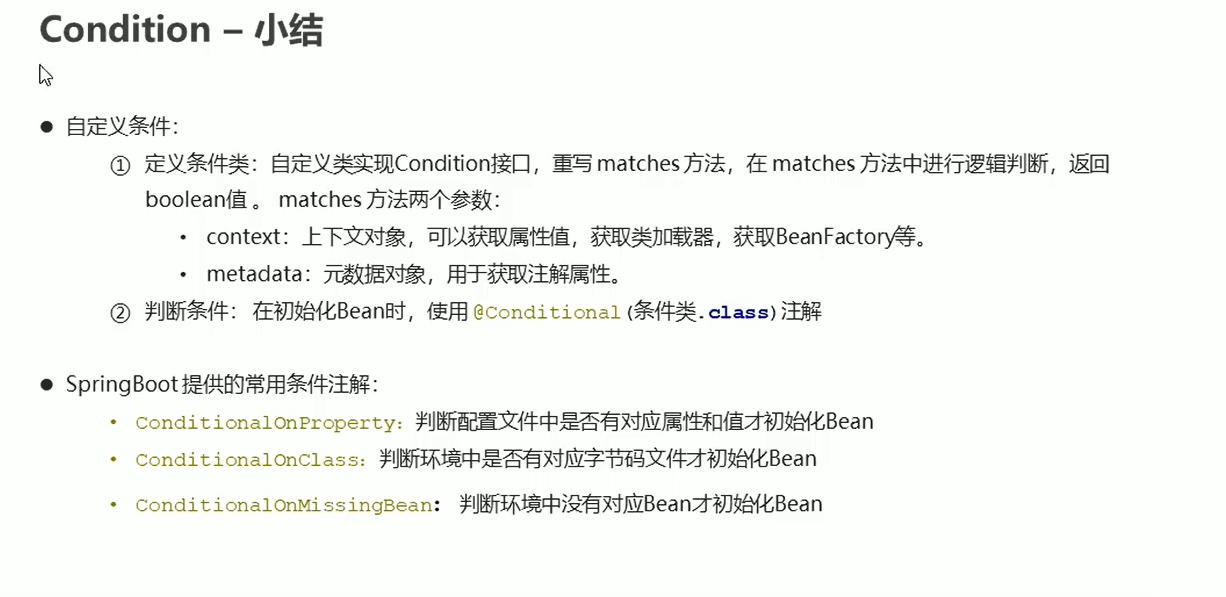 Condition – 小结
● 自定义条件：
① 定义条件类：自定义类实现Condition接口，重写 matches 方法，在 matches 方法中进行逻辑判断，返回
boolean值 。 matches 方法两个参数：
• context：上下文对象，可以获取属性值，获取类加载器，获取BeanFactory等。
• metadata：元数据对象，用于获取注解属性。
② 判断条件： 在初始化Bean时，使用 @Conditional(条件类.class)注解
● SpringBoot 提供的常用条件注解：
• ConditionalOnProperty：判断配置文件中是否有对应属性和值才初始化Bean
• ConditionalOnClass：判断环境中是否有对应字节码文件才初始化Bean
• ConditionalOnMissingBean： 判断环境中没有对应Bean才初始化Bean